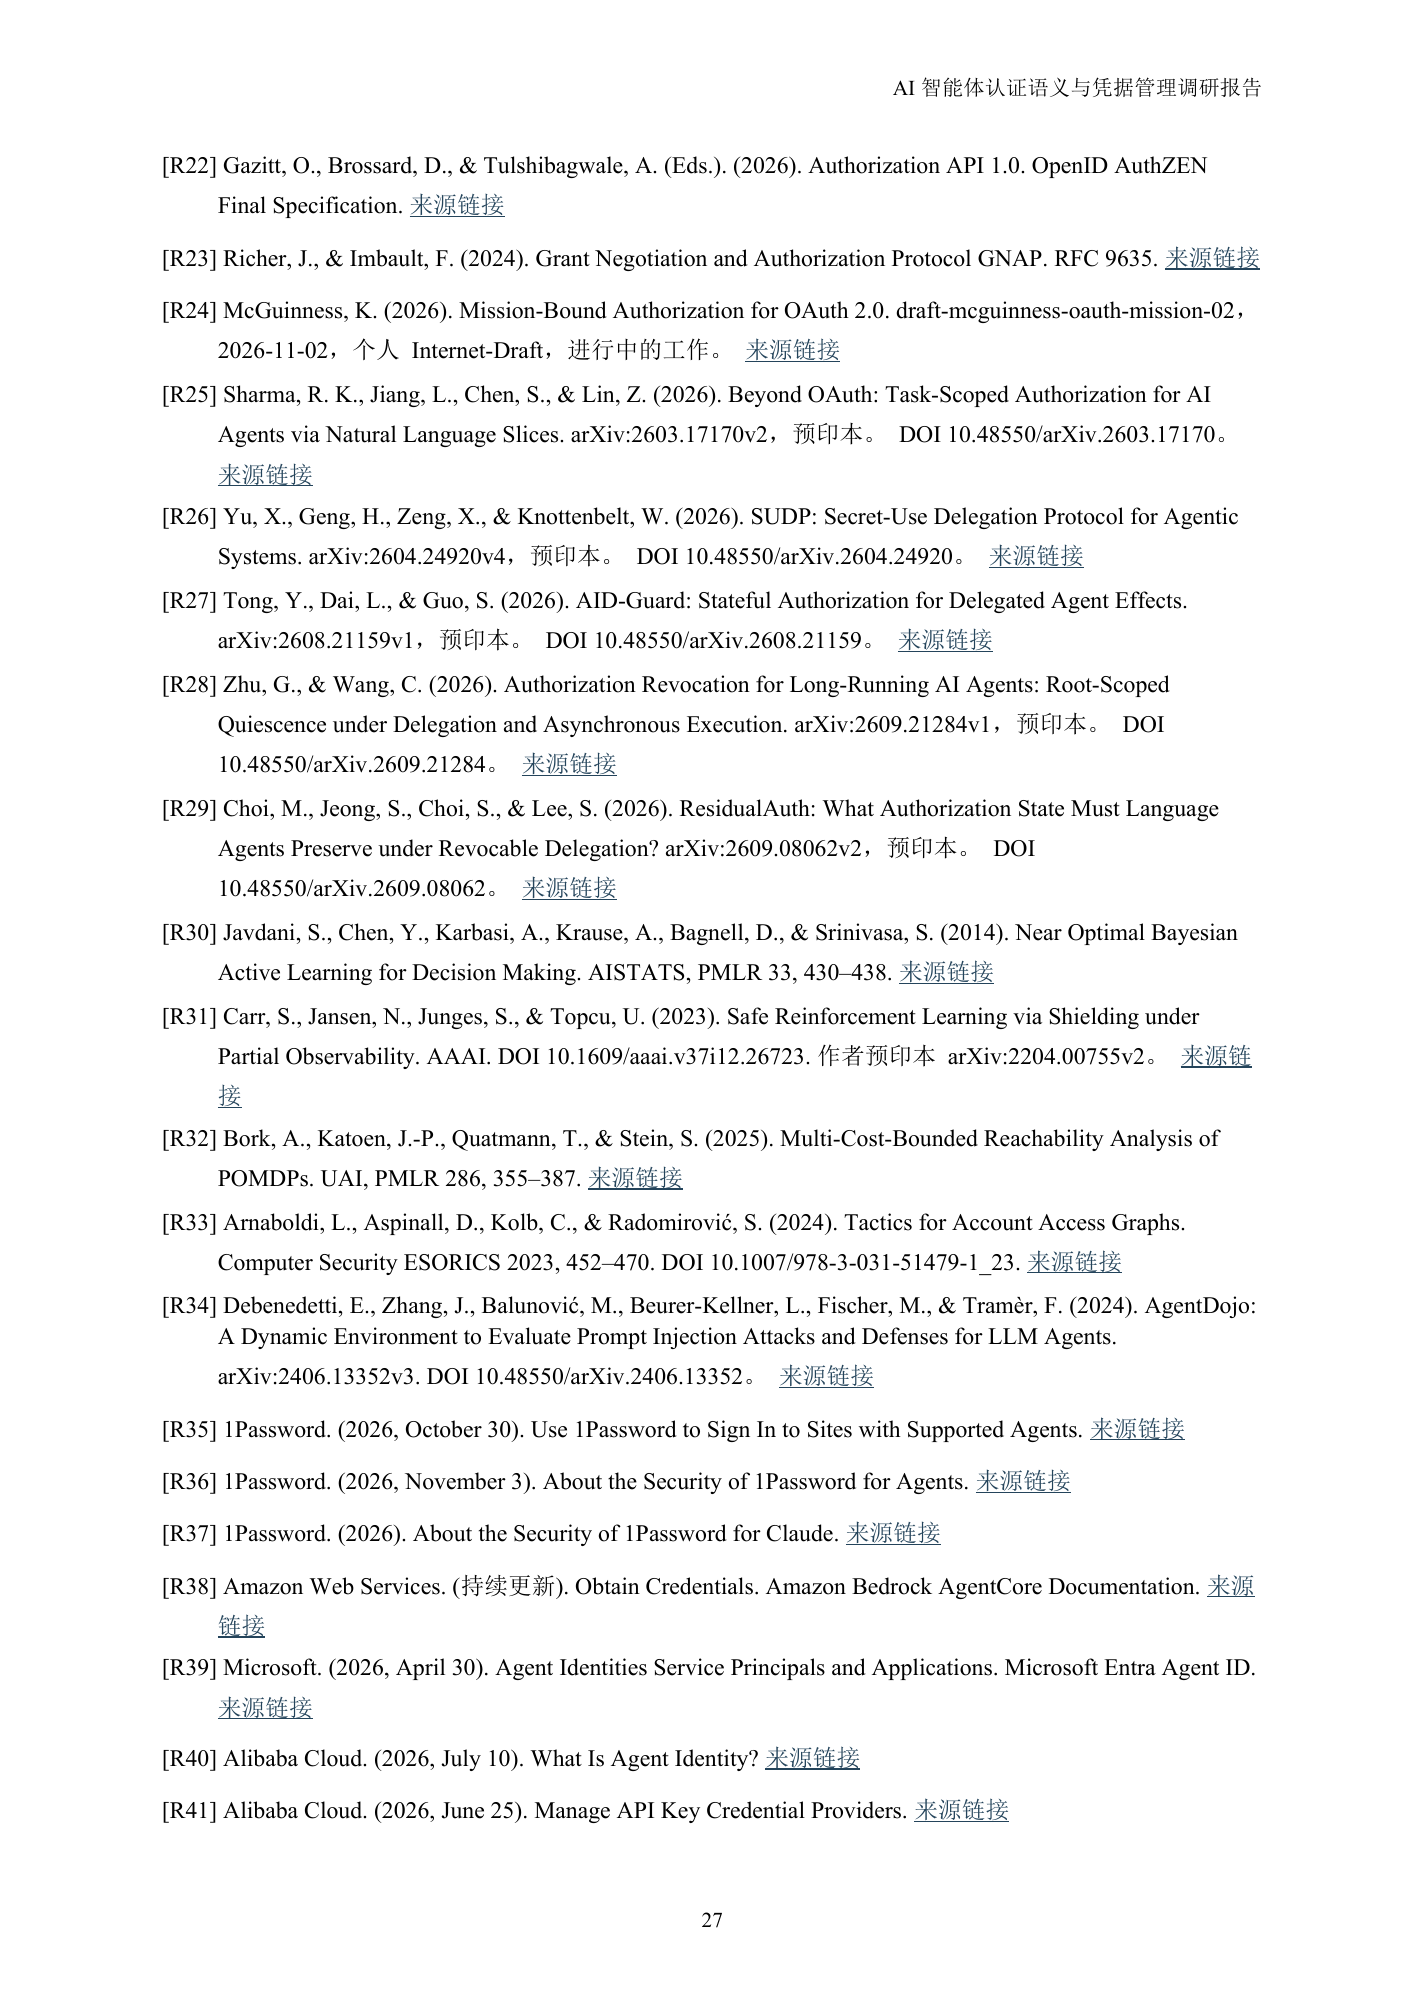 AI 智能体认证语义与凭据管理调研报告
[R22] Gazitt, O., Brossard, D., & Tulshibagwale, A. (Eds.). (2026). Authorization API 1.0. OpenID AuthZEN
Final Specification. 来源链接
[R23] Richer, J., & Imbault, F. (2024). Grant Negotiation and Authorization Protocol GNAP. RFC 9635. 来源链接
[R24] McGuinness, K. (2026). Mission-Bound Authorization for OAuth 2.0. draft-mcguinness-oauth-mission-02，
2026-11-02，个人 Internet-Draft，进行中的工作。 来源链接
[R25] Sharma, R. K., Jiang, L., Chen, S., & Lin, Z. (2026). Beyond OAuth: Task-Scoped Authorization for AI
Agents via Natural Language Slices. arXiv:2603.17170v2，预印本。 DOI 10.48550/arXiv.2603.17170。
来源链接
[R26] Yu, X., Geng, H., Zeng, X., & Knottenbelt, W. (2026). SUDP: Secret-Use Delegation Protocol for Agentic
Systems. arXiv:2604.24920v4，预印本。 DOI 10.48550/arXiv.2604.24920。 来源链接
[R27] Tong, Y., Dai, L., & Guo, S. (2026). AID-Guard: Stateful Authorization for Delegated Agent Effects.
arXiv:2608.21159v1，预印本。 DOI 10.48550/arXiv.2608.21159。 来源链接
[R28] Zhu, G., & Wang, C. (2026). Authorization Revocation for Long-Running AI Agents: Root-Scoped
Quiescence under Delegation and Asynchronous Execution. arXiv:2609.21284v1，预印本。 DOI
10.48550/arXiv.2609.21284。 来源链接
[R29] Choi, M., Jeong, S., Choi, S., & Lee, S. (2026). ResidualAuth: What Authorization State Must Language
Agents Preserve under Revocable Delegation? arXiv:2609.08062v2，预印本。 DOI
10.48550/arXiv.2609.08062。 来源链接
[R30] Javdani, S., Chen, Y., Karbasi, A., Krause, A., Bagnell, D., & Srinivasa, S. (2014). Near Optimal Bayesian
Active Learning for Decision Making. AISTATS, PMLR 33, 430–438. 来源链接
[R31] Carr, S., Jansen, N., Junges, S., & Topcu, U. (2023). Safe Reinforcement Learning via Shielding under
Partial Observability. AAAI. DOI 10.1609/aaai.v37i12.26723. 作者预印本 arXiv:2204.00755v2。 来源链
接
[R32] Bork, A., Katoen, J.-P., Quatmann, T., & Stein, S. (2025). Multi-Cost-Bounded Reachability Analysis of
POMDPs. UAI, PMLR 286, 355–387. 来源链接
[R33] Arnaboldi, L., Aspinall, D., Kolb, C., & Radomirović, S. (2024). Tactics for Account Access Graphs.
Computer Security ESORICS 2023, 452–470. DOI 10.1007/978-3-031-51479-1_23. 来源链接
[R34] Debenedetti, E., Zhang, J., Balunović, M., Beurer-Kellner, L., Fischer, M., & Tramèr, F. (2024). AgentDojo:
A Dynamic Environment to Evaluate Prompt Injection Attacks and Defenses for LLM Agents.
arXiv:2406.13352v3. DOI 10.48550/arXiv.2406.13352。 来源链接
[R35] 1Password. (2026, October 30). Use 1Password to Sign In to Sites with Supported Agents. 来源链接
[R36] 1Password. (2026, November 3). About the Security of 1Password for Agents. 来源链接
[R37] 1Password. (2026). About the Security of 1Password for Claude. 来源链接
[R38] Amazon Web Services. (持续更新). Obtain Credentials. Amazon Bedrock AgentCore Documentation. 来源
链接
[R39] Microsoft. (2026, April 30). Agent Identities Service Principals and Applications. Microsoft Entra Agent ID.
来源链接
[R40] Alibaba Cloud. (2026, July 10). What Is Agent Identity? 来源链接
[R41] Alibaba Cloud. (2026, June 25). Manage API Key Credential Providers. 来源链接
27